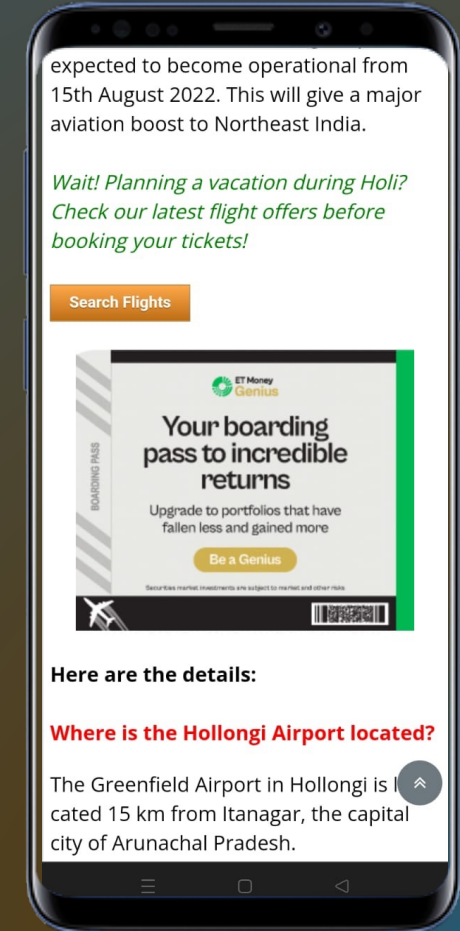 expected to become operational from
15th August 2022. This will give a major
aviation boost to Northeast India.
Wait! Planning a vacation during Holi?
Check our latest flight offers before
booking your tickets!
Search Flights
ET Money
Genius
Your boarding
pass to incredible
returns
BOARDING PASS
Upgrade to portfolios that have
fallen less and gained more
Be a Genius
Securities market investments are subject to market and other risks
Here are the details:
Where is the Hollongi Airport located?
The Greenfield Airport in Hollongi is l
cated 15 km from Itanagar, the capital
city of Arunachal Pradesh.